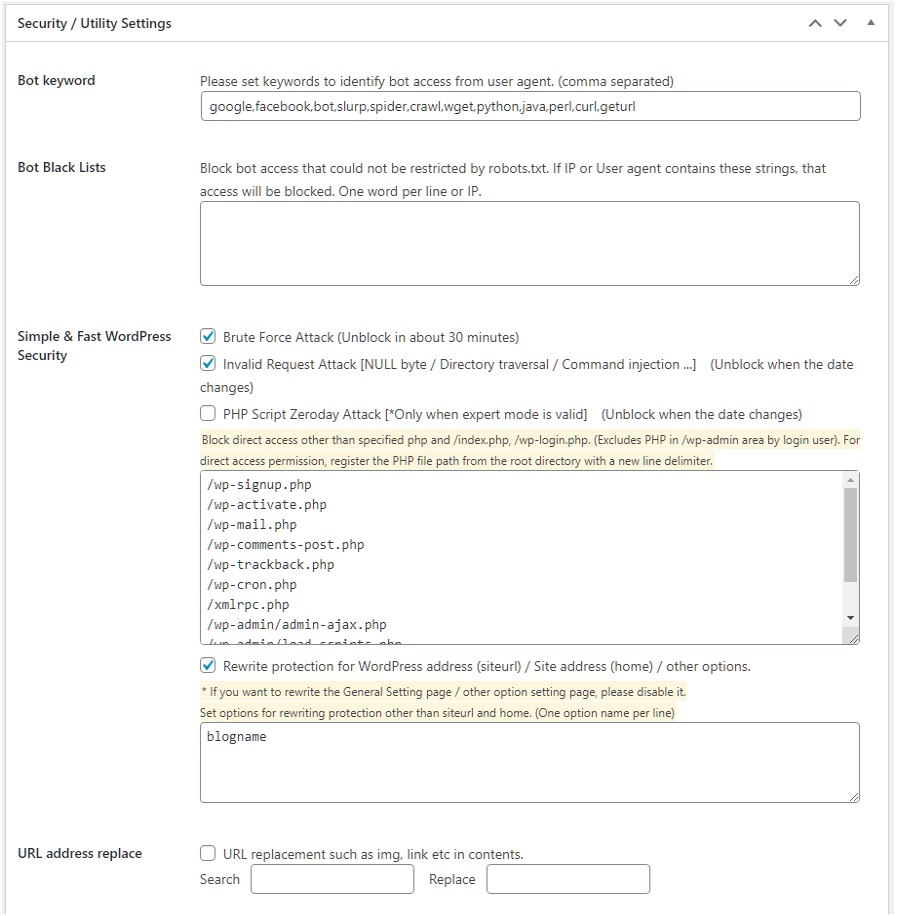 Security / Utility Settings
Bot keyword
Please set keywords to identify bot access from user agent. (comma separated)
google,facebook,bot,slurp,spider,crawl,wget,python,java,perl,curl,geturl
Bot Black Lists
Block bot access that could not be restricted by robots.txt. If IP or User agent contains these strings, that
access will be blocked. One word per line or IP.
Simple & Fast WordPress
Security
Brute Force Attack (Unblock in about 30 minutes)
Invalid Request Attack [NULL byte / Directory traversal / Command injection ...] (Unblock when the date
changes)
PHP Script Zeroday Attack [*Only when expert mode is valid] (Unblock when the date changes)
Block direct access other than specified php and /index.php, /wp-login.php. (Excludes PHP in /wp-admin area by login user). For
direct access permission, register the PHP file path from the root directory with a new line delimiter.
/wp-signup.php
/wp-activate.php
/wp-mail.php
/wp-comments-post.php
/wp-trackback.php
/wp-cron.php
/xmlrpc.php
/wp-admin/admin-ajax.php
/wp-admin/load-scripts.php
Rewrite protection for WordPress address (siteurl) / Site address (home) / other options.
* If you want to rewrite the General Setting page / other option setting page, please disable it.
Set options for rewriting protection other than siteurl and home. (One option name per line)
blogname
URL address replace
URL replacement such as img, link etc in contents.
Search
Replace